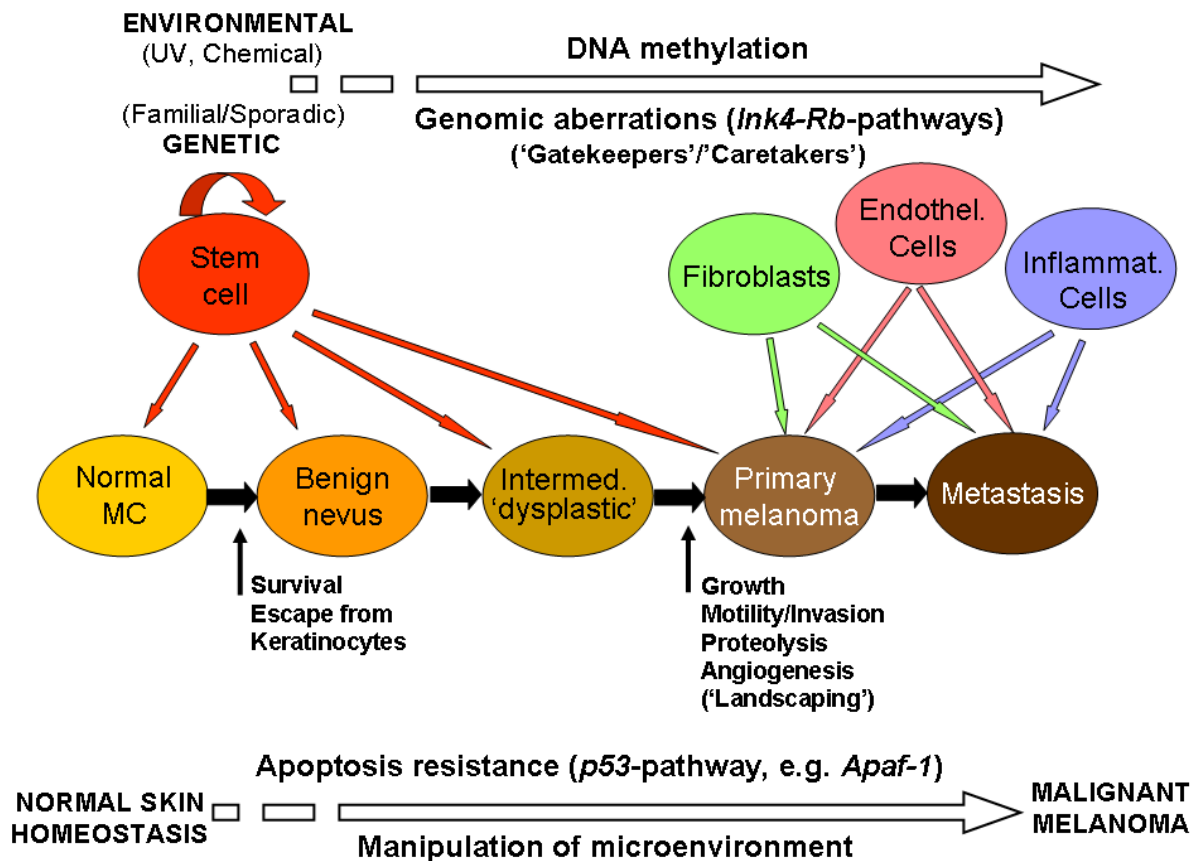 ENVIRONMENTAL
(UV, Chemical)
(Familial/Sporadic)
GENETIC
DNA methylation
Genomic aberrations (Ink4-Rb-pathways)
(‘Gatekeepers’/’Caretakers’)
Stem
cell
Fibroblasts
Endothel.
Cells
Inflammat.
Cells
Normal
MC
Benign
nevus
Intermed.
‘dysplastic’
Primary
melanoma
Metastasis
Survival
Escape from
Keratinocytes
Growth
Motility/Invasion
Proteolysis
Angiogenesis
(‘Landscaping’)
Apoptosis resistance (p53-pathway, e.g. Apaf-1)
NORMAL SKIN
HOMEOSTASIS
MALIGNANT
MELANOMA
Manipulation of microenvironment